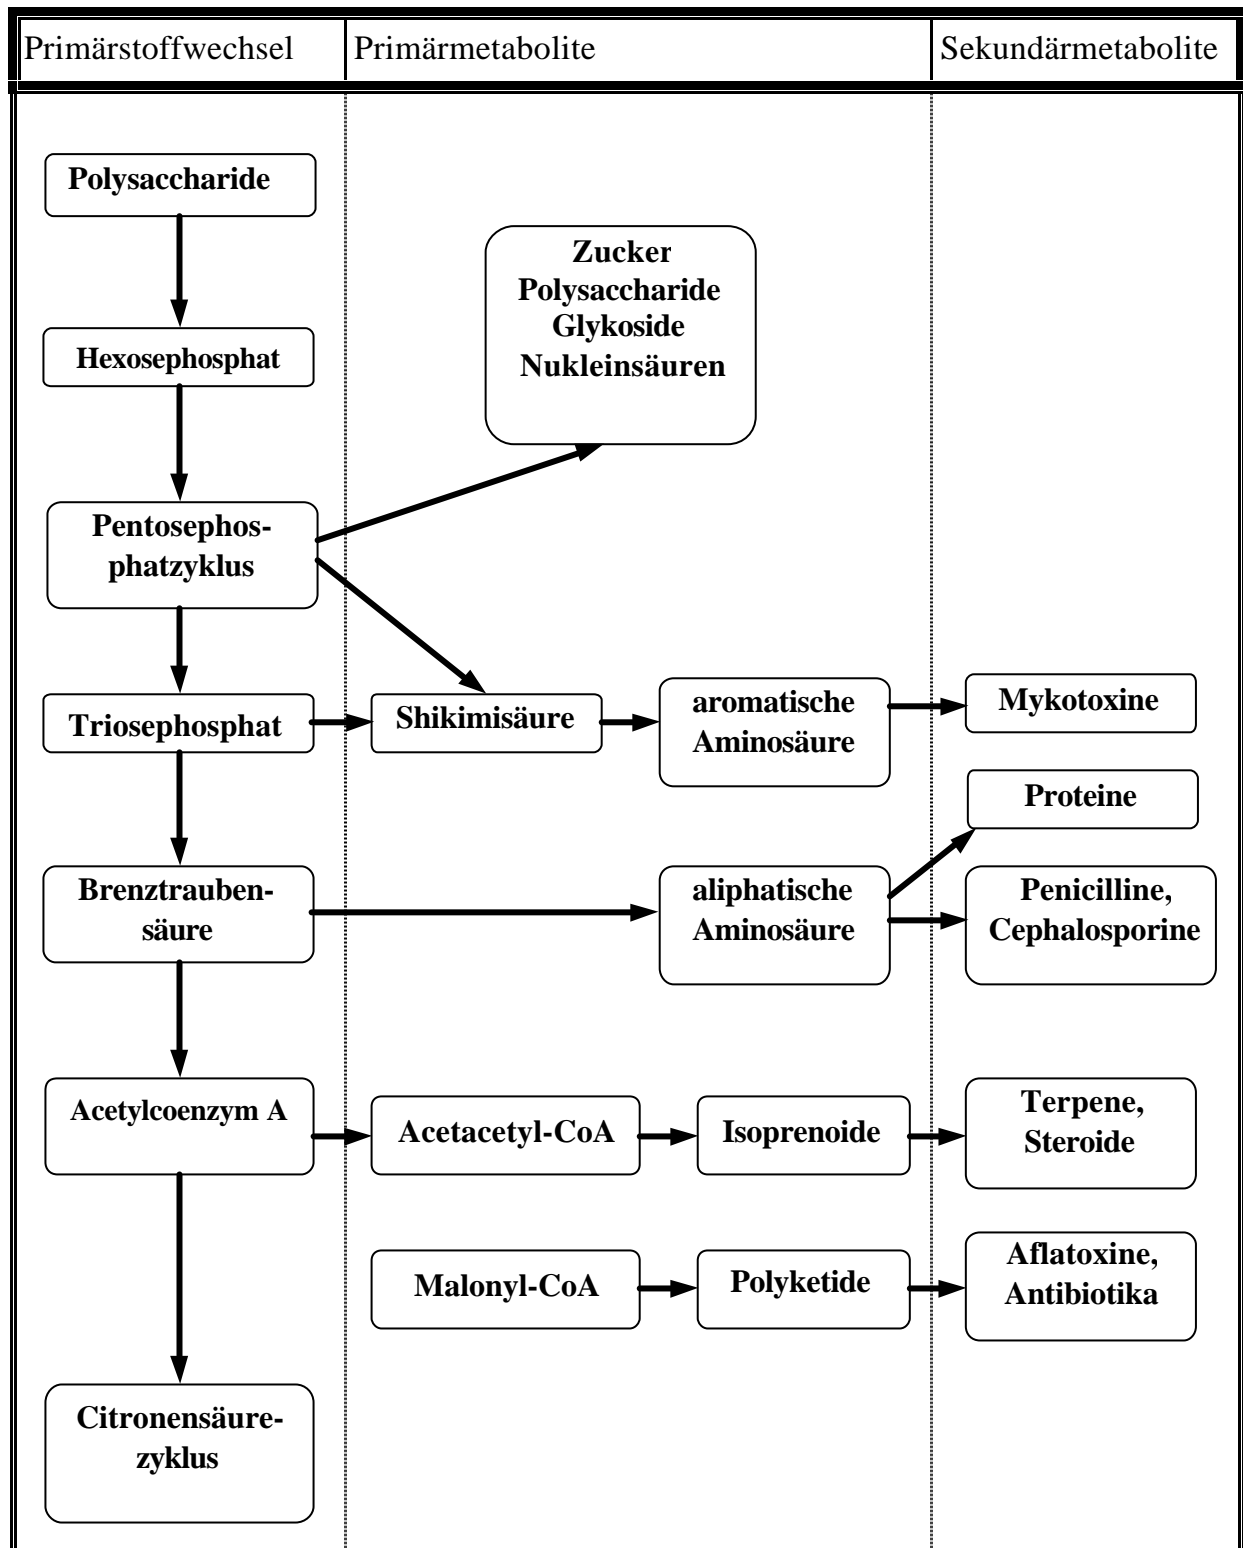 Primärstoffwechsel
Primärmetabolite
Sekundärmetabolite
Polysaccharide
Zucker
Polysaccharide
Glykoside
Nukleinsäuren
Hexosephosphat
Pentosephos-
phatzyklus
Triosephosphat
Shikimisäure
aromatische
Aminosäure
Mykotoxine
Proteine
Brenztrauben-
säure
aliphatische
Aminosäure
Penicilline,
Cephalosporine
Acetylcoenzym A
Acetacetyl-CoA
Isoprenoide
Terpene,
Steroide
Malonyl-CoA
Polyketide
Aflatoxine,
Antibiotika
Citronensäure-
zyklus